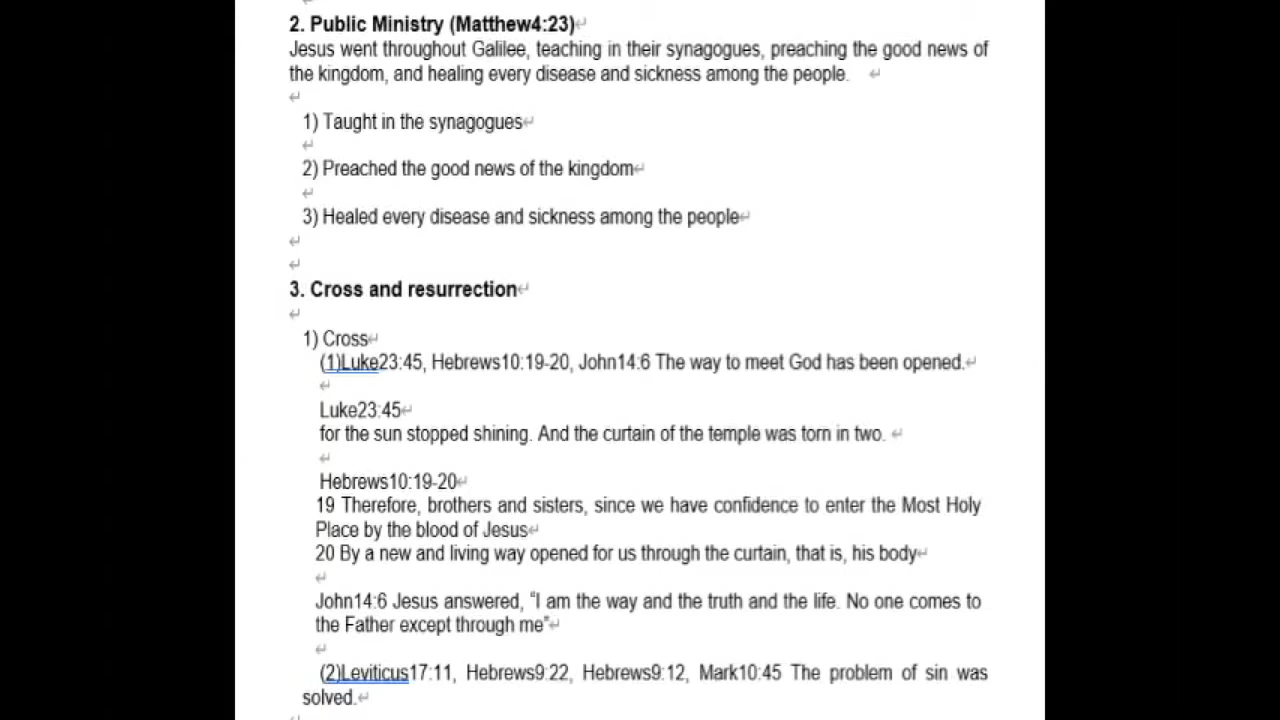 2. Public Ministry (Matthew4:23)
Jesus went throughout Galilee, teaching in their synagogues, preaching the good news of
the kingdom, and healing every disease and sickness among the people.
1) Taught in the synagogues
2) Preached the good news of the kingdom
3) Healed every disease and sickness among the people
3. Cross and resurrection
1) Cross
(1)Luke23:45, Hebrews10:19-20, John14:6 The way to meet God has been opened.
Luke23:45
for the sun stopped shining. And the curtain of the temple was torn in two.
Hebrews10:19-20
19 Therefore, brothers and sisters, since we have confidence to enter the Most Holy
Place by the blood of Jesus
20 By a new and living way opened for us through the curtain, that is, his body
John14:6 Jesus answered, “I am the way and the truth and the life. No one comes to
the Father except through me”
(2)Leviticus17:11, Hebrews9:22, Hebrews9:12, Mark10:45 The problem of sin was
solved.